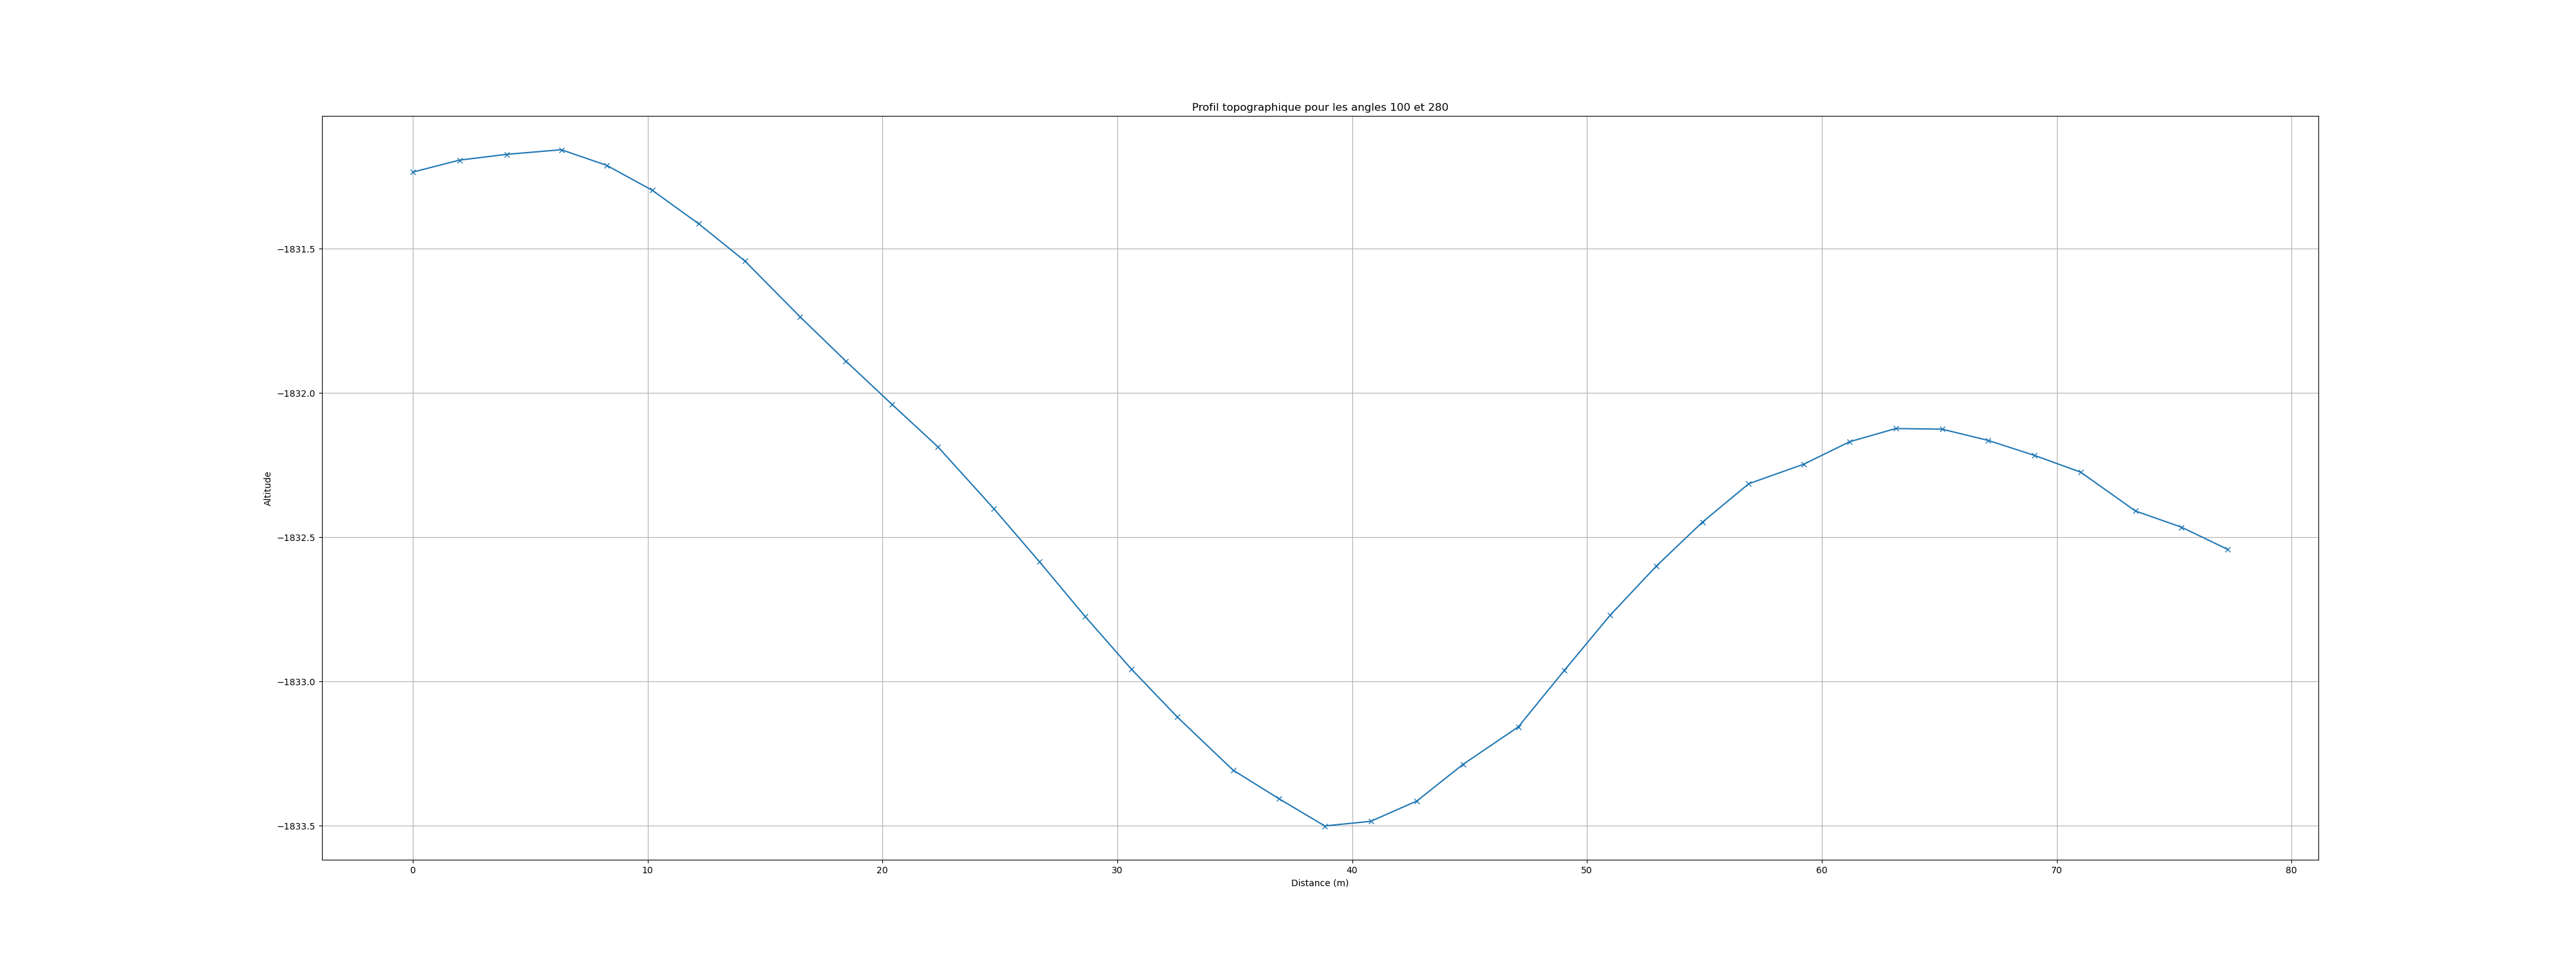 Profil topographique pour les angles 100 et 280
−1831.5
−1832.0
−1832.5
−1833.0
−1833.5
Altitude
0 10 20 30 40 50 60 70 80
Distance (m)